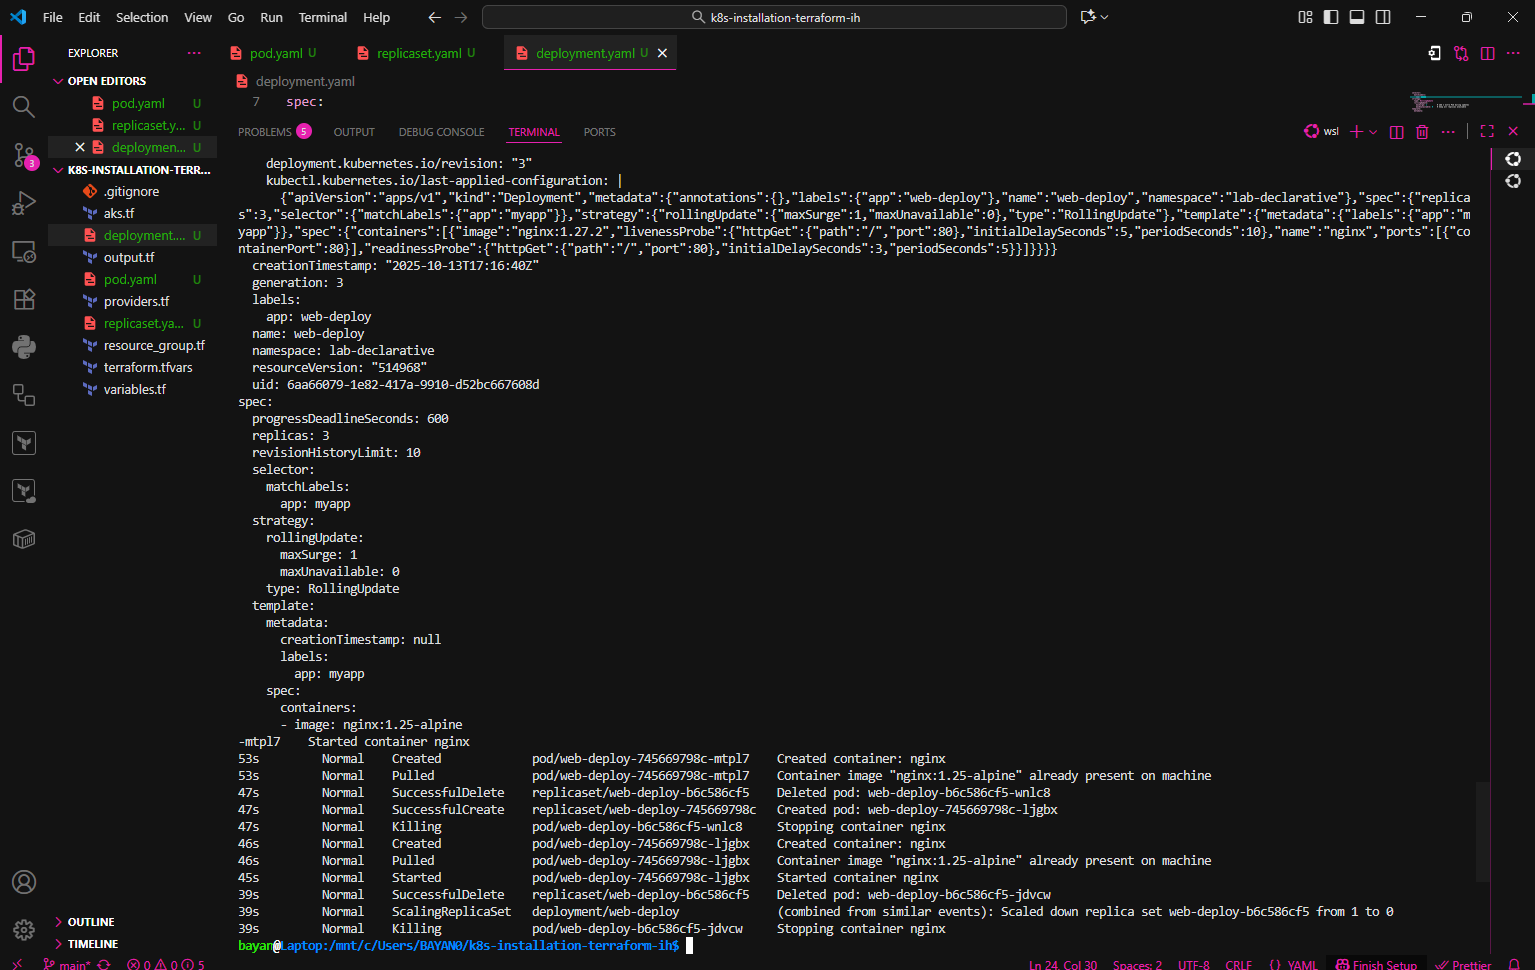 File Edit Selection View Go Run Terminal Help k8s-installation-terraform-ih
EXPLORER ···
OPEN EDITORS
pod.yaml U
replicaset.y... U
deploymen... U
K8S-INSTALLATION-TERR...
.gitignore
aks.tf
deployment.... U
output.tf
pod.yaml U
providers.tf
replicaset.ya... U
resource_group.tf
terraform.tfvars
variables.tf
OUTLINE
TIMELINE
3
pod.yaml U replicaset.yaml U deployment.yaml U
deployment.yaml
7 spec:
PROBLEMS 5 OUTPUT DEBUG CONSOLE TERMINAL PORTS wsl
deployment.kubernetes.io/revision: "3"
kubectl.kubernetes.io/last-applied-configuration: |
{"apiVersion":"apps/v1","kind":"Deployment","metadata":{"annotations":{},"labels":{"app":"web-deploy"},"name":"web-deploy","namespace":"lab-declarative"},"spec":{"replica
s":3,"selector":{"matchLabels":{"app":"myapp"}},"strategy":{"rollingUpdate":{"maxSurge":1,"maxUnavailable":0},"type":"RollingUpdate"},"template":{"metadata":{"labels":{"app":"m
yapp"}},"spec":{"containers":[{"image":"nginx:1.27.2","livenessProbe":{"httpGet":{"path":"/","port":80},"initialDelaySeconds":5,"periodSeconds":10},"name":"nginx","ports":[{"co
ntainerPort":80}],"readinessProbe":{"httpGet":{"path":"/","port":80},"initialDelaySeconds":3,"periodSeconds":5}}]}}}}
creationTimestamp: "2025-10-13T17:16:40Z"
generation: 3
labels:
app: web-deploy
name: web-deploy
namespace: lab-declarative
resourceVersion: "514968"
uid: 6aa66079-1e82-417a-9910-d52bc667608d
spec:
progressDeadlineSeconds: 600
replicas: 3
revisionHistoryLimit: 10
selector:
matchLabels:
app: myapp
strategy:
rollingUpdate:
maxSurge: 1
maxUnavailable: 0
type: RollingUpdate
template:
metadata:
creationTimestamp: null
labels:
app: myapp
spec:
containers:
- image: nginx:1.25-alpine
-mtpl7 Started container nginx
53s Normal Created pod/web-deploy-745669798c-mtpl7 Created container: nginx
53s Normal Pulled pod/web-deploy-745669798c-mtpl7 Container image "nginx:1.25-alpine" already present on machine
47s Normal SuccessfulDelete replicaset/web-deploy-b6c586cf5 Deleted pod: web-deploy-b6c586cf5-wnlc8
47s Normal SuccessfulCreate replicaset/web-deploy-745669798c Created pod: web-deploy-745669798c-ljgbx
47s Normal Killing pod/web-deploy-b6c586cf5-wnlc8 Stopping container nginx
46s Normal Created pod/web-deploy-745669798c-ljgbx Created container: nginx
46s Normal Pulled pod/web-deploy-745669798c-ljgbx Container image "nginx:1.25-alpine" already present on machine
45s Normal Started pod/web-deploy-745669798c-ljgbx Started container nginx
39s Normal SuccessfulDelete replicaset/web-deploy-b6c586cf5 Deleted pod: web-deploy-b6c586cf5-jdvcw
39s Normal ScalingReplicaSet deployment/web-deploy (combined from similar events): Scaled down replica set web-deploy-b6c586cf5 from 1 to 0
39s Normal Killing pod/web-deploy-b6c586cf5-jdvcw Stopping container nginx
bayan@Laptop:/mnt/c/Users/BAYAN0/k8s-installation-terraform-ih$
main* 0 0 5 Ln 24, Col 30 Spaces: 2 UTF-8 CRLF {} YAML Finish Setup Prettier